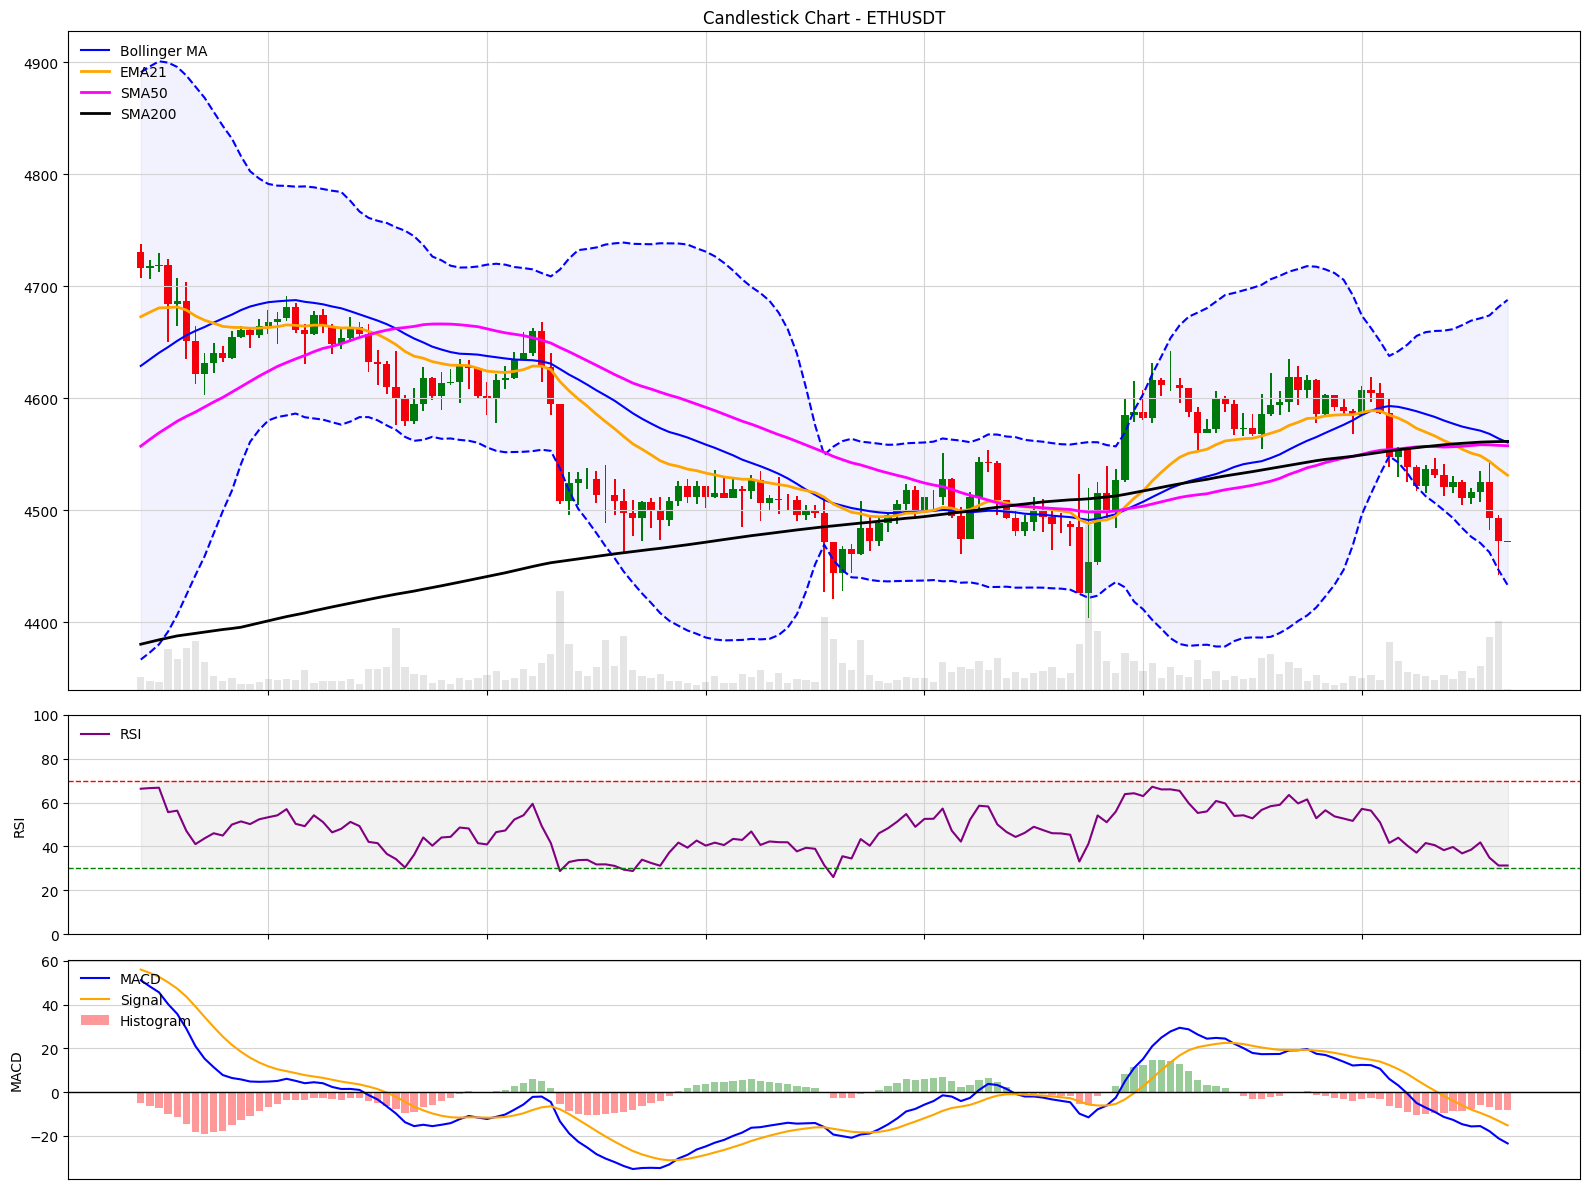 Candlestick Chart - ETHUSDT
Bollinger MA
EMA21
SMA50
SMA200
4900
4800
4700
4600
4500
4400
RSI
100
80
60
40
20
0
RSI
MACD
Signal
Histogram
60
40
20
0
−20
MACD